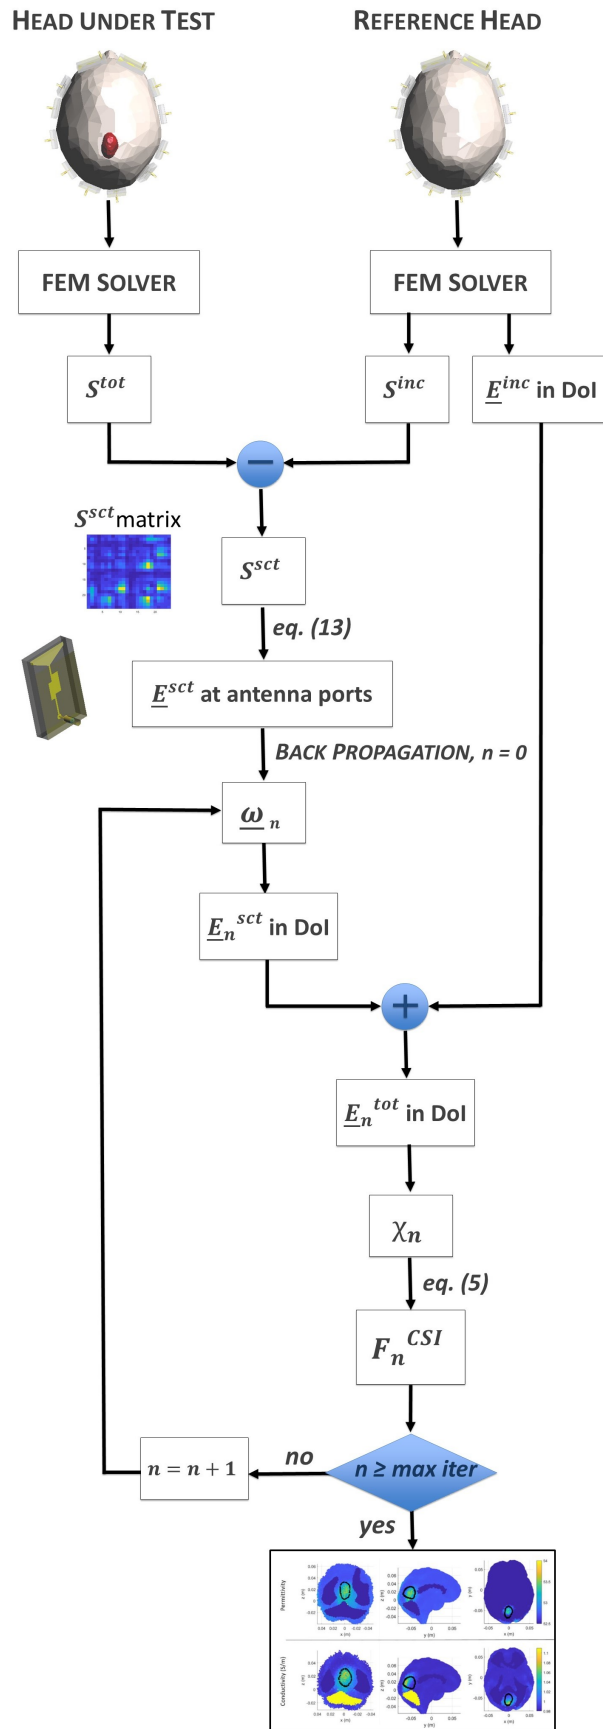 HEAD UNDER TEST
REFERENCE HEAD
FEM SOLVER
FEM SOLVER
S^tot
S^inc
E^inc in DoI
−
S^sct matrix
S^sct
eq. (13)
E^sct at antenna ports
BACK PROPAGATION, n = 0
ω_n
E_n^sct in DoI
+
E_n^tot in DoI
χ_n
eq. (5)
F_n^CSI
n ≥ max iter
no
n = n + 1
yes
Permittivity
Conductivity (S/m)
z (m)
x (m)
z (m)
y (m)
x (m)
y (m)